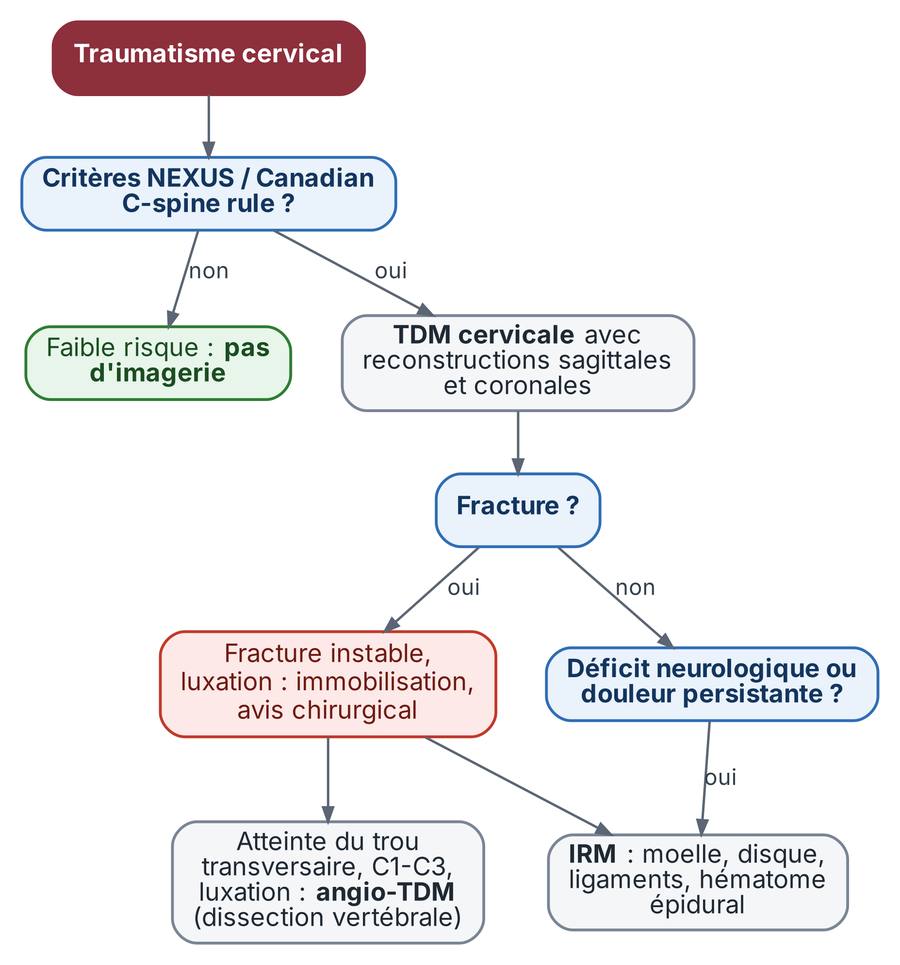 Traumatisme cervical
Critères NEXUS / Canadian
C-spine rule ?
non
oui
Faible risque : pas
d'imagerie
TDM cervicale avec
reconstructions sagittales
et coronales
Fracture ?
oui
non
Fracture instable,
luxation : immobilisation,
avis chirurgical
Déficit neurologique ou
douleur persistante ?
oui
Atteinte du trou
transversaire, C1-C3,
luxation : angio-TDM
(dissection vertébrale)
IRM : moelle, disque,
ligaments, hématome
épidural